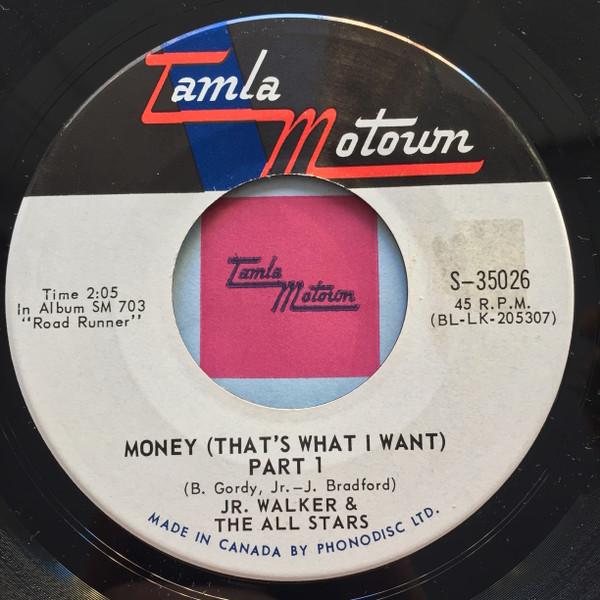 Tamla
Motown
Tamla
Motown
S-35026
45 R.P.M.
(BL-LK-205307)
Time 2:05
In Album SM 703
"Road Runner"
MONEY (THAT'S WHAT I WANT)
PART 1
(B. Gordy, Jr.-J. Bradford)
JR. WALKER &
THE ALL STARS
MADE IN CANADA BY PHONODISC LTD.